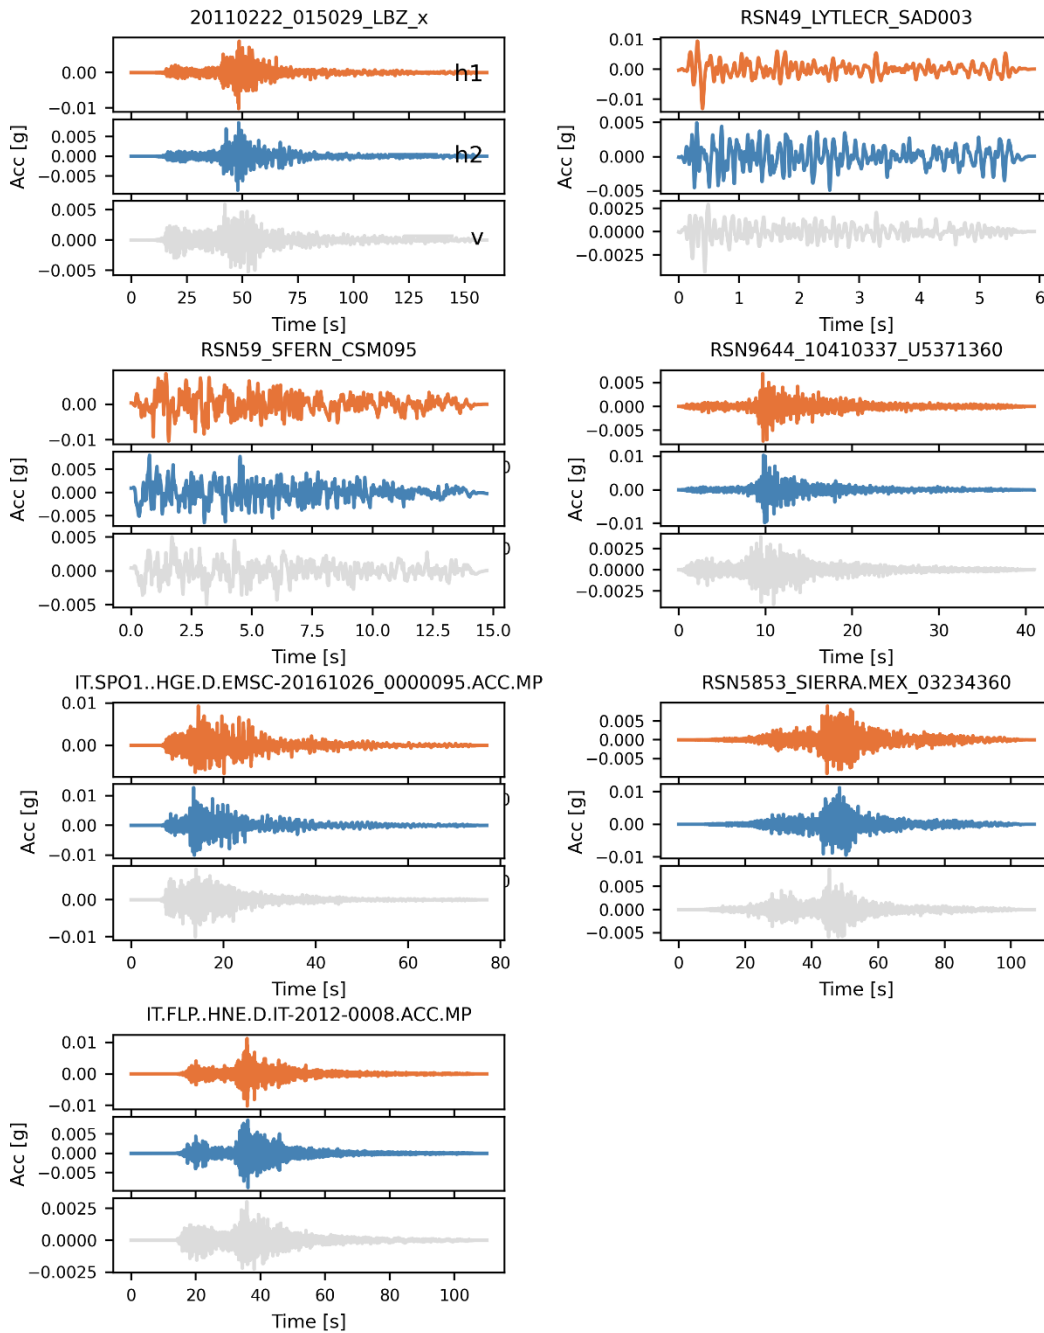 20110222_015029_LBZ_x
0.00
−0.01
h1
0.005
0.000
−0.005
h2
0.005
0.000
−0.005
v
Acc [g]
0 25 50 75 100 125 150
Time [s]
RSN49_LYTLECR_SAD003
0.01
0.00
−0.01
0.005
0.000
−0.005
0.0025
0.0000
−0.0025
Acc [g]
0 1 2 3 4 5 6
Time [s]
RSN59_SFERN_CSM095
0.00
−0.01
0.005
0.000
−0.005
0.000
−0.005
Acc [g]
0.0 2.5 5.0 7.5 10.0 12.5 15.0
Time [s]
RSN9644_10410337_U5371360
0.005
0.000
−0.005
0.01
0.00
−0.01
0.0025
0.0000
−0.0025
Acc [g]
0 10 20 30 40
Time [s]
IT.SPO1..HGE.D.EMSC-20161026_0000095.ACC.MP
0.01
0.00
0.01
0.00
−0.01
0.00
−0.01
Acc [g]
0 20 40 60 80
Time [s]
RSN5853_SIERRA.MEX_03234360
0.005
0.000
−0.005
0.01
0.00
−0.01
0.005
0.000
−0.005
Acc [g]
0 20 40 60 80 100
Time [s]
IT.FLP..HNE.D.IT-2012-0008.ACC.MP
0.01
0.00
−0.01
0.005
0.000
−0.005
0.0025
0.0000
−0.0025
Acc [g]
0 20 40 60 80 100
Time [s]